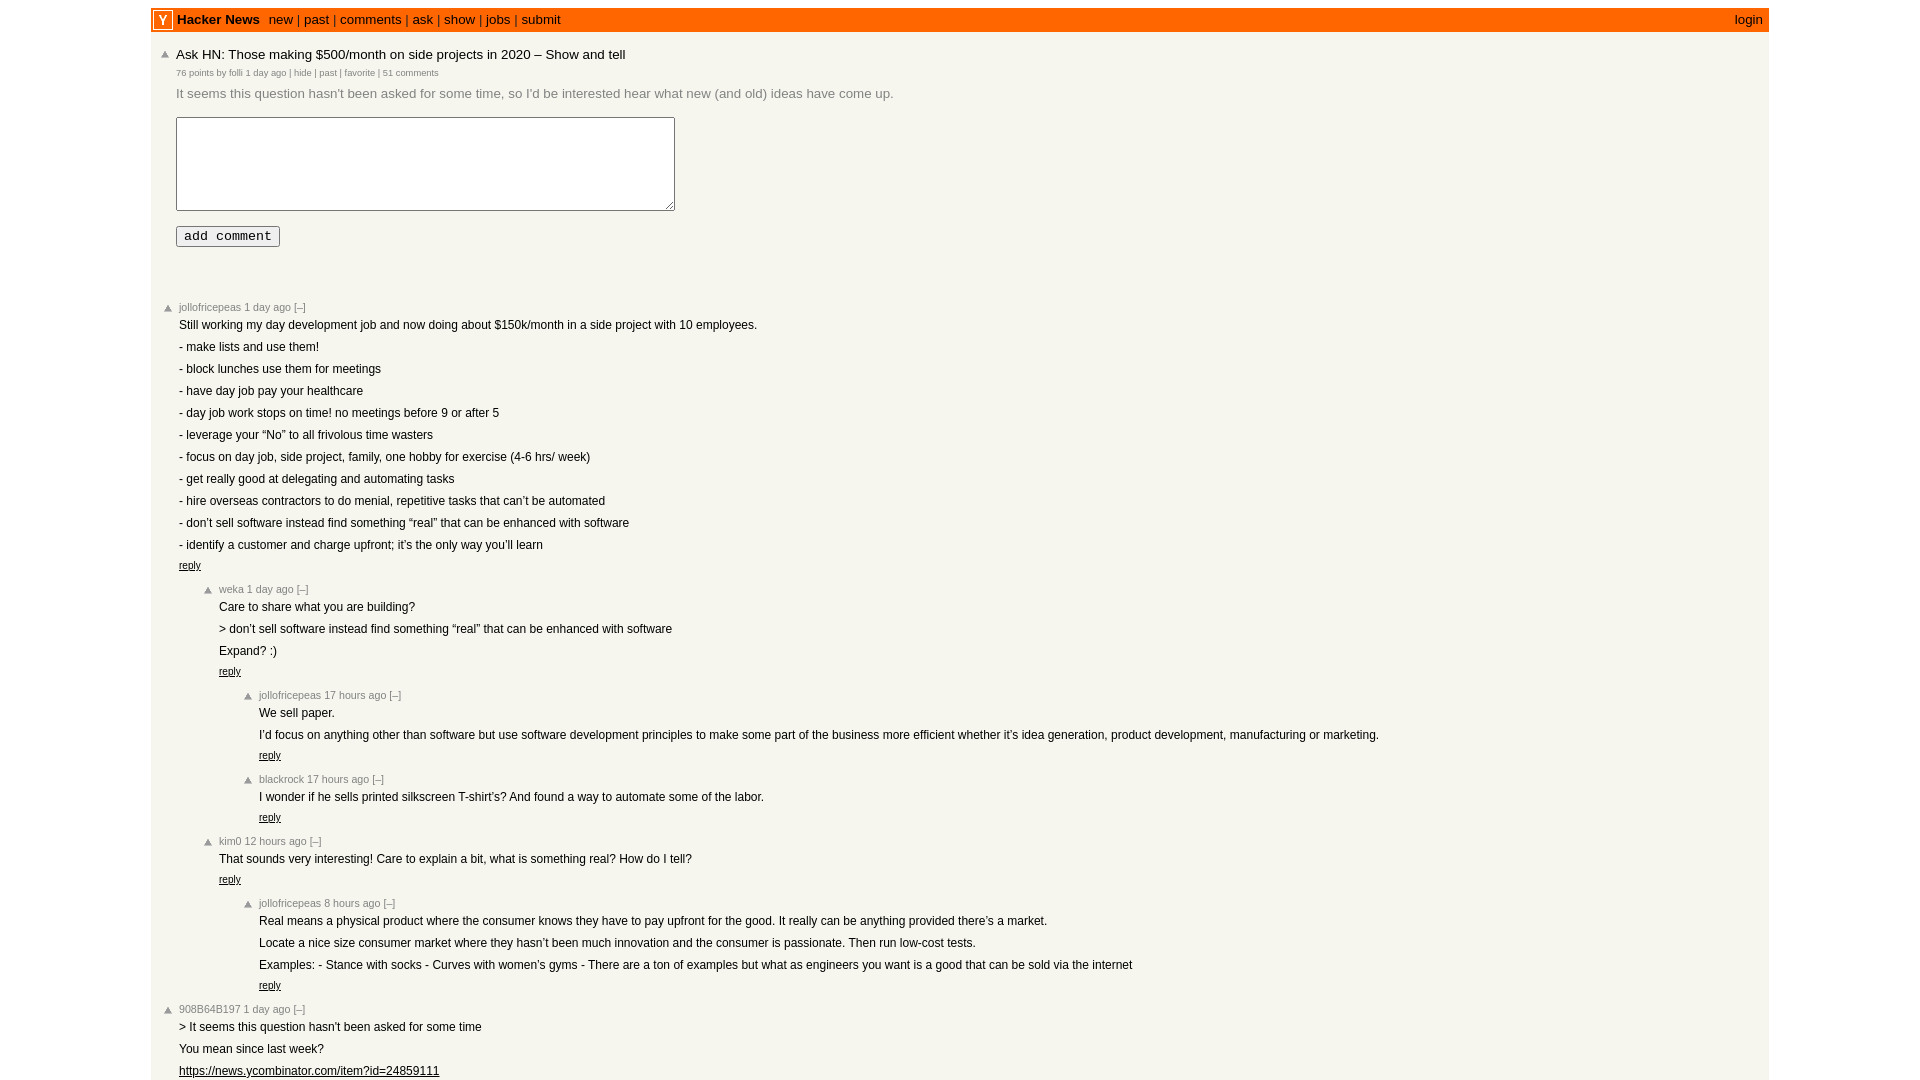 Y Hacker News new | past | comments | ask | show | jobs | submit login
Ask HN: Those making $500/month on side projects in 2020 – Show and tell
76 points by folli 1 day ago | hide | past | favorite | 51 comments
It seems this question hasn't been asked for some time, so I'd be interested hear what new (and old) ideas have come up.
add comment
jollofricepeas 1 day ago [–]
Still working my day development job and now doing about $150k/month in a side project with 10 employees.
- make lists and use them!
- block lunches use them for meetings
- have day job pay your healthcare
- day job work stops on time! no meetings before 9 or after 5
- leverage your “No” to all frivolous time wasters
- focus on day job, side project, family, one hobby for exercise (4-6 hrs/ week)
- get really good at delegating and automating tasks
- hire overseas contractors to do menial, repetitive tasks that can’t be automated
- don’t sell software instead find something “real” that can be enhanced with software
- identify a customer and charge upfront; it’s the only way you’ll learn
reply
weka 1 day ago [–]
Care to share what you are building?
> don’t sell software instead find something “real” that can be enhanced with software
Expand? :)
reply
jollofricepeas 17 hours ago [–]
We sell paper.
I’d focus on anything other than software but use software development principles to make some part of the business more efficient whether it’s idea generation, product development, manufacturing or marketing.
reply
blackrock 17 hours ago [–]
I wonder if he sells printed silkscreen T-shirt’s? And found a way to automate some of the labor.
reply
kim0 12 hours ago [–]
That sounds very interesting! Care to explain a bit, what is something real? How do I tell?
reply
jollofricepeas 8 hours ago [–]
Real means a physical product where the consumer knows they have to pay upfront for the good. It really can be anything provided there’s a market.
Locate a nice size consumer market where they hasn’t been much innovation and the consumer is passionate. Then run low-cost tests.
Examples: - Stance with socks - Curves with women’s gyms - There are a ton of examples but what as engineers you want is a good that can be sold via the internet
reply
908B64B197 1 day ago [–]
> It seems this question hasn't been asked for some time
You mean since last week?
https://news.ycombinator.com/item?id=24859111